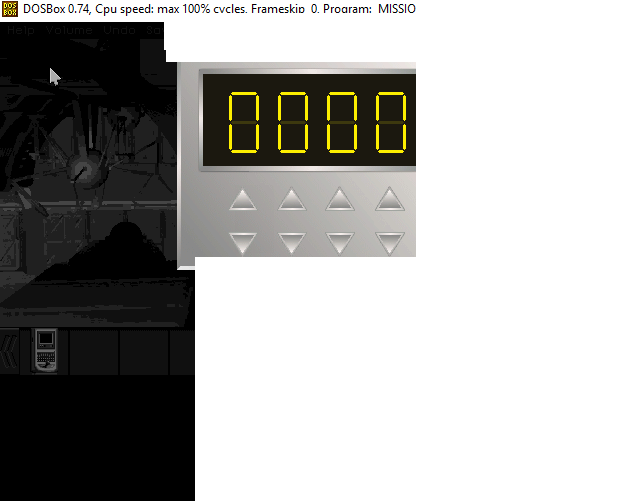 DOSBox 0.74, Cpu speed: max 100% cycles, Frameskip 0, Program: MISSIO
Help Volume Undo
0000